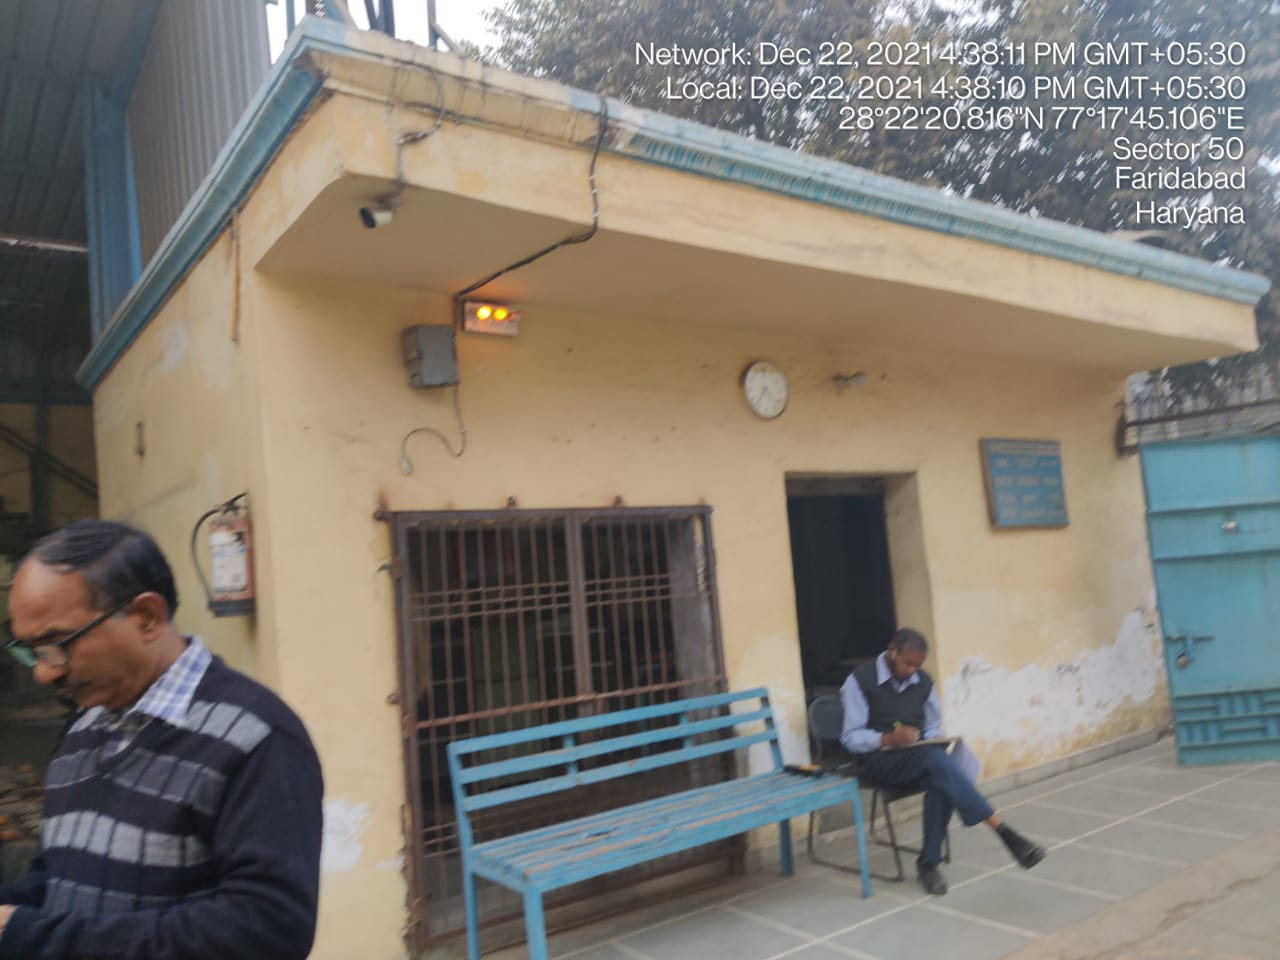 Network: Dec 22, 2021 4:38:11 PM GMT+05:30
Local: Dec 22, 2021 4:38:10 PM GMT+05:30
28°22'20.816"N 77°17'45.106"E
Sector 50
Faridabad
Haryana